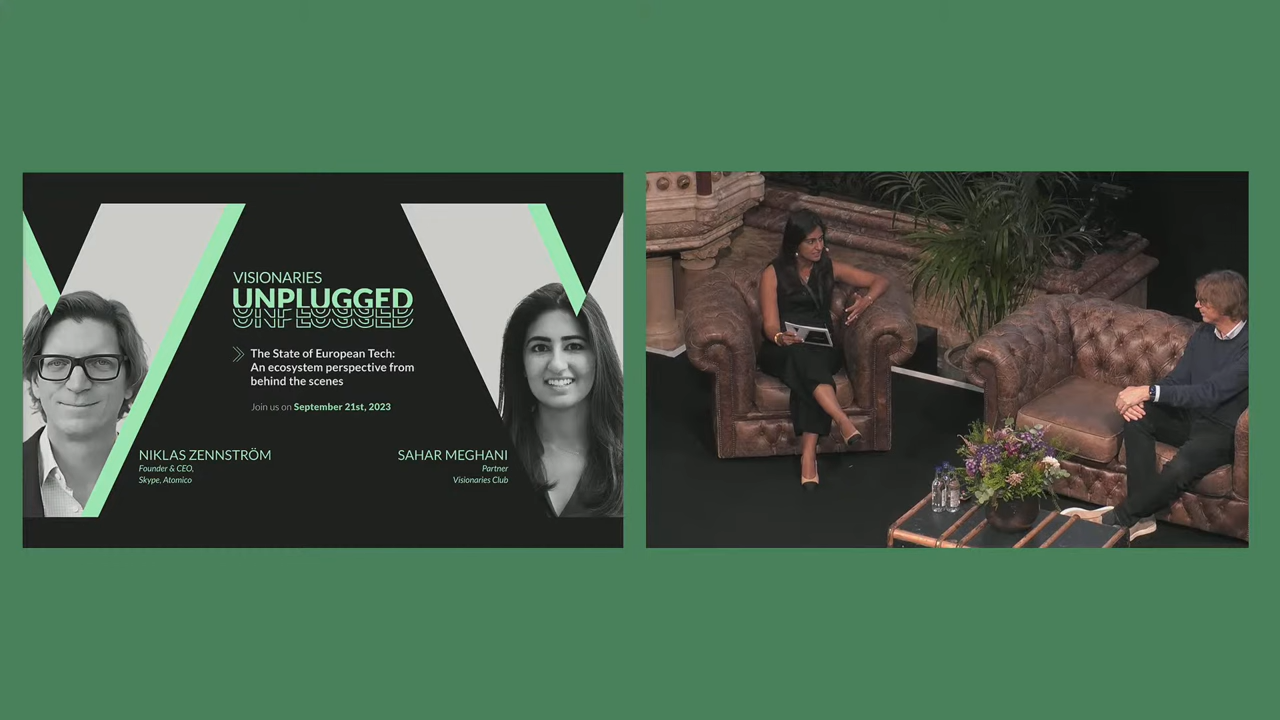 VISIONARIES
UNPLUGGED
The State of European Tech:
An ecosystem perspective from
behind the scenes
Join us on September 21st, 2023
NIKLAS ZENNSTRÖM
Founder & CEO,
Skype, Atomico
SAHAR MEGHANI
Partner
Visionaries Club